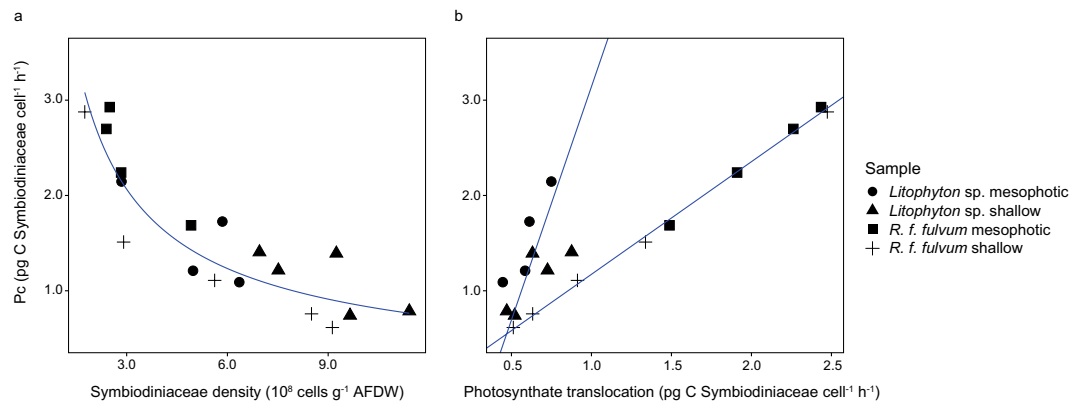 a
b
Pc (pg C Symbiodiniaceae cell⁻¹ h⁻¹)
3.0
2.0
1.0
3.0 6.0 9.0
Symbiodiniaceae density (10⁸ cells g⁻¹ AFDW)
3.0
2.0
1.0
0.5 1.0 1.5 2.0 2.5
Photosynthate translocation (pg C Symbiodiniaceae cell⁻¹ h⁻¹)
Sample
Litophyton sp. mesophotic
Litophyton sp. shallow
R. f. fulvum mesophotic
R. f. fulvum shallow